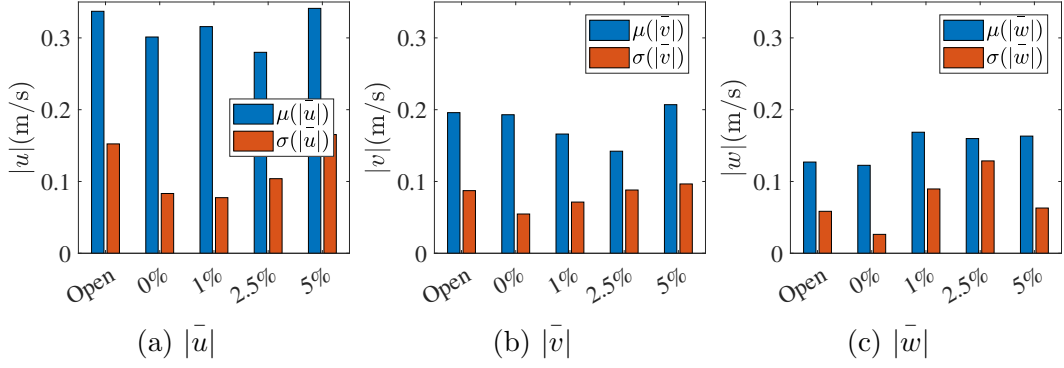 |u|(m/s)
0.3
0.2
0.1
0
μ(|ū|)
σ(|ū|)
Open
0%
1%
2.5%
5%
(a) |ū|
|v|(m/s)
0.3
0.2
0.1
0
μ(|v̄|)
σ(|v̄|)
Open
0%
1%
2.5%
5%
(b) |v̄|
|w|(m/s)
0.3
0.2
0.1
0
μ(|w̄|)
σ(|w̄|)
Open
0%
1%
2.5%
5%
(c) |w̄|